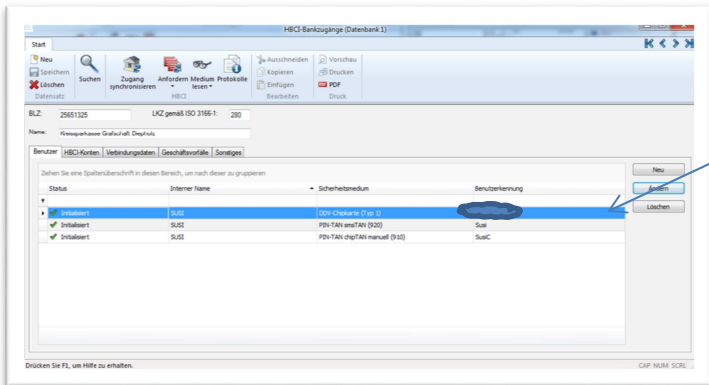 HBCI-Bankzugänge (Datenbank 1)
Start
Neu
Speichern
Löschen
Datensatz
Suchen
Zugang synchronisieren
Anfordern
Medium lesen
Protokolle
HBCI
Ausschneiden
Kopieren
Einfügen
Bearbeiten
Vorschau
Drucken
PDF
Druck
BLZ: 25651325 LKZ gemäß ISO 3166-1: 280
Name: Kreissparkasse Grafschaft Diepholz
Benutzer HBCI-Konten Verbindungsdaten Geschäftsvorfälle Sonstiges
Ziehen Sie eine Spaltenüberschrift in diesen Bereich, um nach dieser zu gruppieren
Status Interner Name Sicherheitsmedium Benutzerkennung
Initialisiert SUSI DDV-Chipkarte (Typ 1)
Initialisiert SUSI PIN-TAN smsTAN (920) Susi
Initialisiert SUSI PIN-TAN chipTAN manuell (910) SusiC
Neu
Ändern
Löschen
Drücken Sie F1, um Hilfe zu erhalten. CAP NUM SCRL